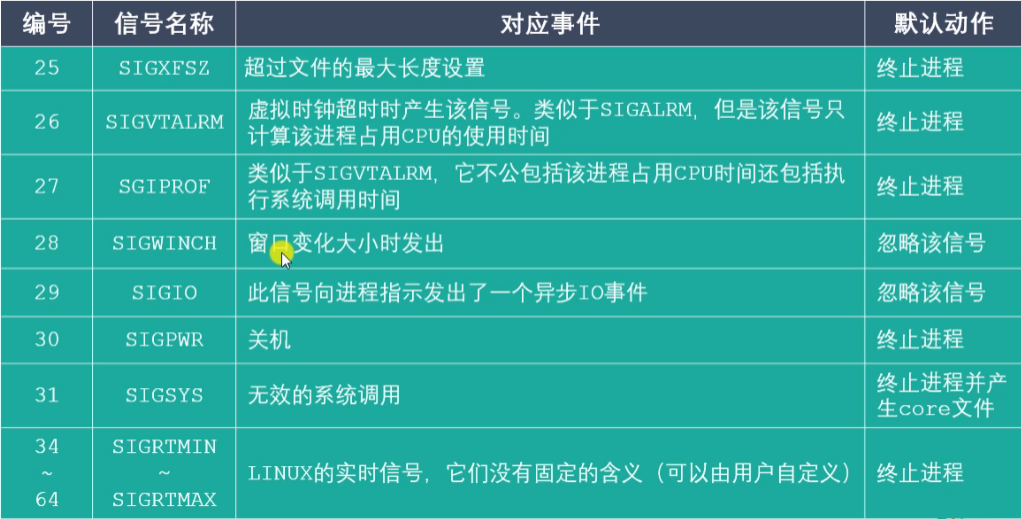 编号 信号名称 对应事件 默认动作
25 SIGXFSZ 超过文件的最大长度设置 终止进程
26 SIGVTALRM 虚拟时钟超时时产生该信号。类似于SIGALRM，但是该信号只
计算该进程占用CPU的使用时间 终止进程
27 SGIPROF 类似于SIGVTALRM，它不公包括该进程占用CPU时间还包括执
行系统调用时间 终止进程
28 SIGWINCH 窗口变化大小时发出 忽略该信号
29 SIGIO 此信号向进程指示发出了一个异步IO事件 忽略该信号
30 SIGPWR 关机 终止进程
31 SIGSYS 无效的系统调用 终止进程并产
生core文件
34
~
64
SIGRTMIN
~
SIGRTMAX
LINUX的实时信号，它们没有固定的含义（可以由用户自定义） 终止进程